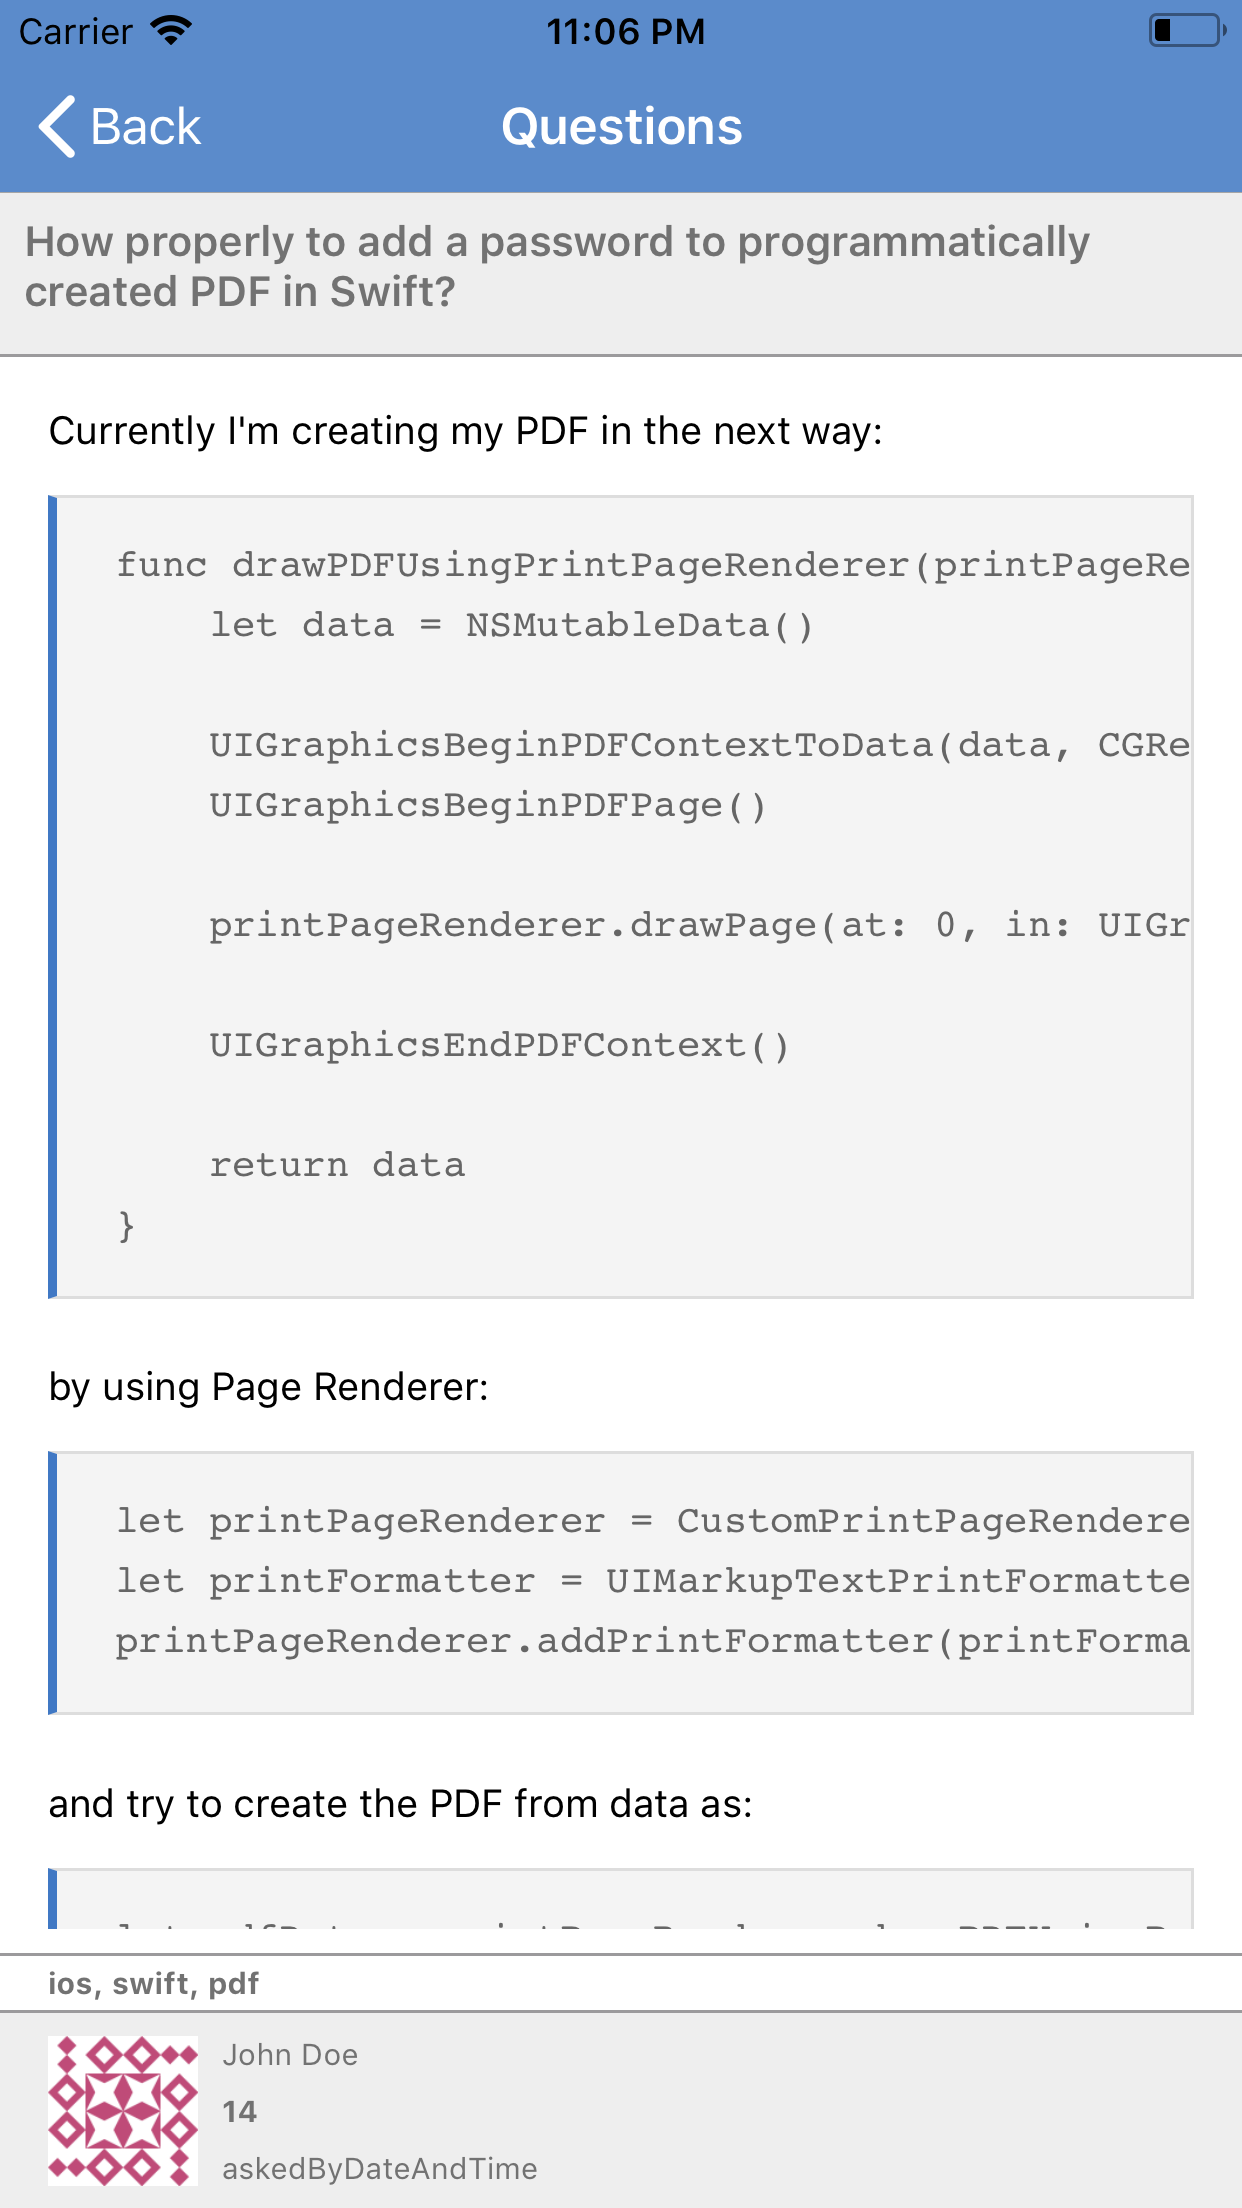 Carrier
11:06 PM
Back
Questions
How properly to add a password to programmatically
created PDF in Swift?
Currently I'm creating my PDF in the next way:
func drawPDFUsingPrintPageRenderer(printPageRe
let data = NSMutableData()
UIGraphicsBeginPDFContextToData(data, CGRe
UIGraphicsBeginPDFPage()
printPageRenderer.drawPage(at: 0, in: UIGr
UIGraphicsEndPDFContext()
return data
}
by using Page Renderer:
let printPageRenderer = CustomPrintPageRendere
let printFormatter = UIMarkupTextPrintFormatte
printPageRenderer.addPrintFormatter(printForma
and try to create the PDF from data as:
ios, swift, pdf
John Doe
14
askedByDateAndTime